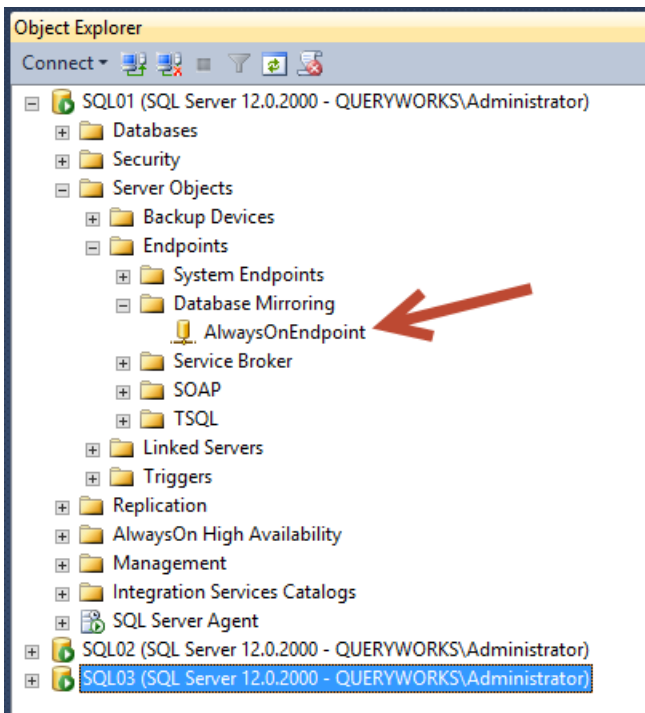 Object Explorer
Connect
SQL01 (SQL Server 12.0.2000 - QUERYWORKS\Administrator)
Databases
Security
Server Objects
Backup Devices
Endpoints
System Endpoints
Database Mirroring
AlwaysOnEndpoint
Service Broker
SOAP
TSQL
Linked Servers
Triggers
Replication
AlwaysOn High Availability
Management
Integration Services Catalogs
SQL Server Agent
SQL02 (SQL Server 12.0.2000 - QUERYWORKS\Administrator)
SQL03 (SQL Server 12.0.2000 - QUERYWORKS\Administrator)